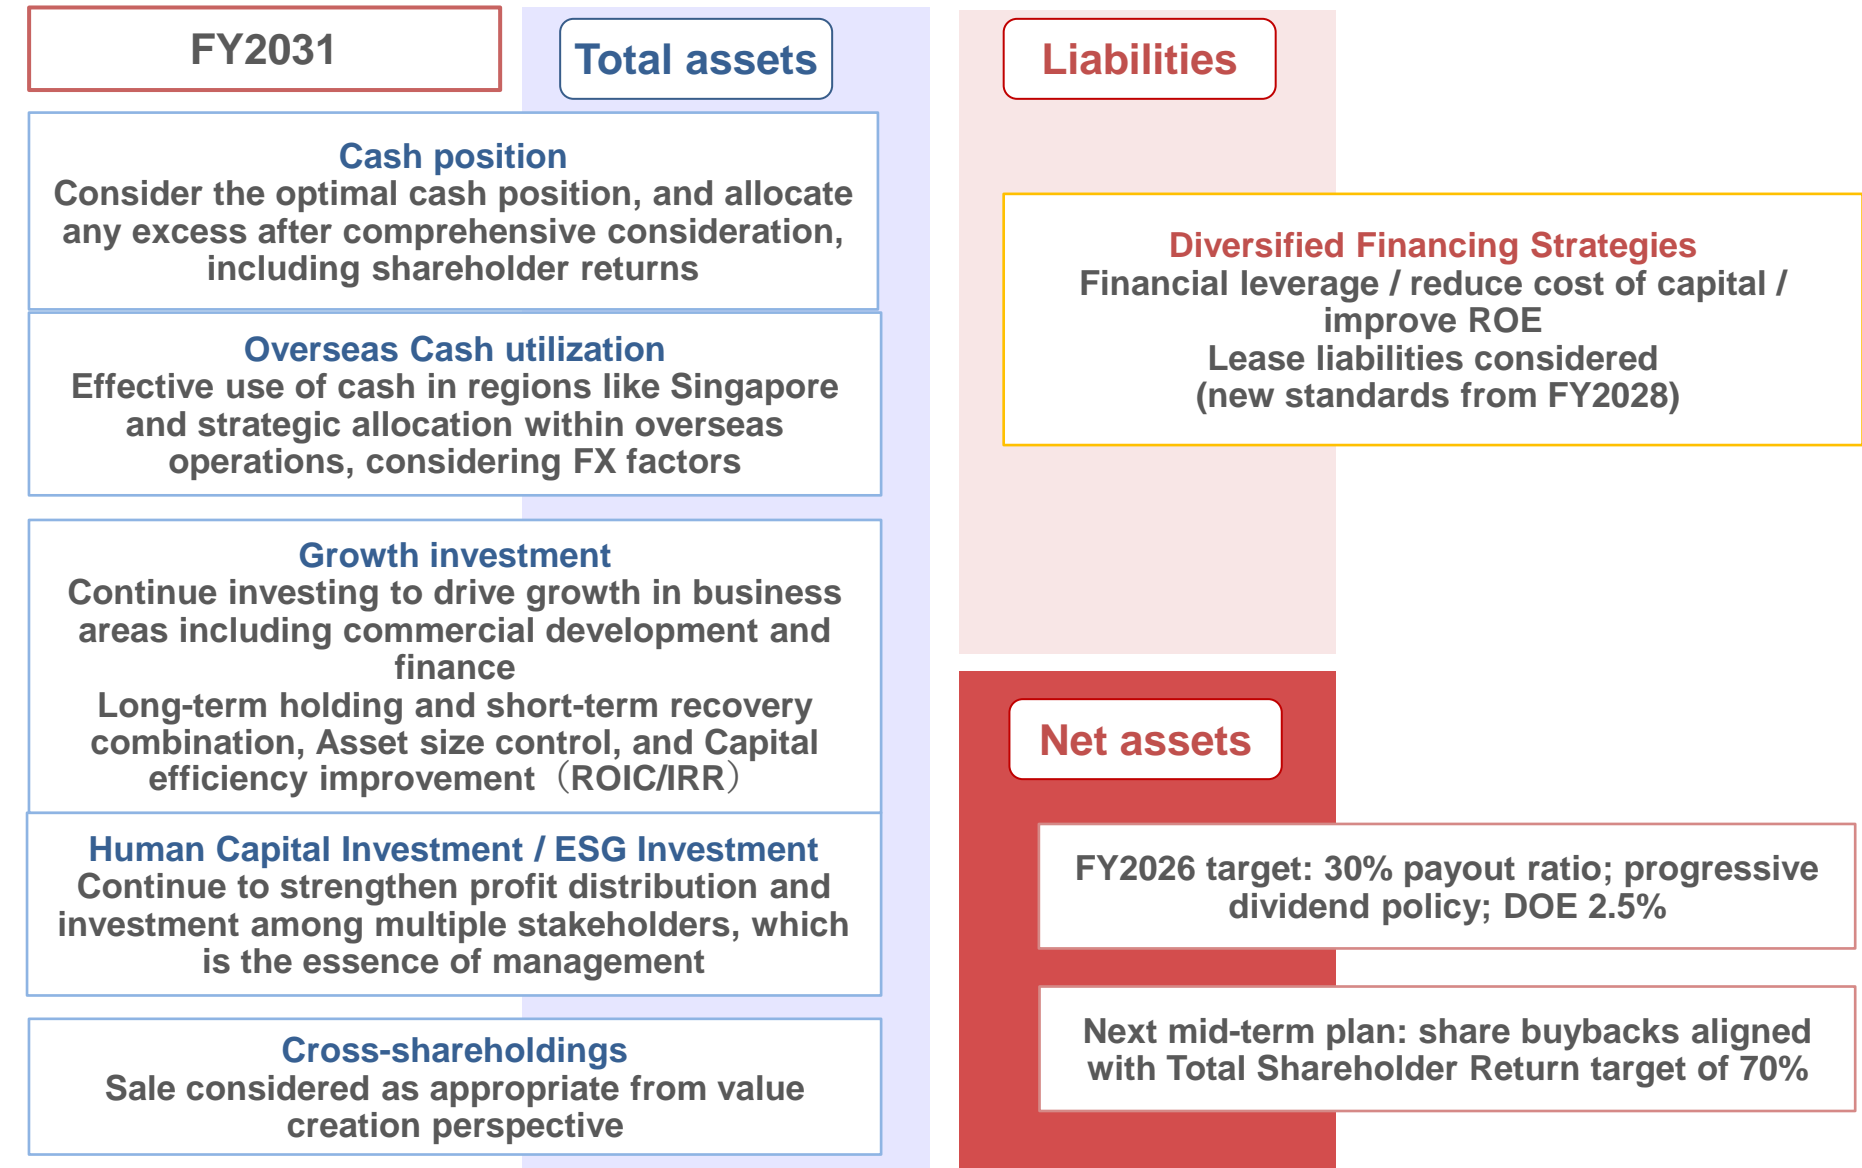 FY2031
Total assets
Cash position
Consider the optimal cash position, and allocate
any excess after comprehensive consideration,
including shareholder returns
Overseas Cash utilization
Effective use of cash in regions like Singapore
and strategic allocation within overseas
operations, considering FX factors
Growth investment
Continue investing to drive growth in business
areas including commercial development and
finance
Long-term holding and short-term recovery
combination, Asset size control, and Capital
efficiency improvement（ROIC/IRR）
Human Capital Investment / ESG Investment
Continue to strengthen profit distribution and
investment among multiple stakeholders, which
is the essence of management
Cross-shareholdings
Sale considered as appropriate from value
creation perspective
Liabilities
Diversified Financing Strategies
Financial leverage / reduce cost of capital /
improve ROE
Lease liabilities considered
(new standards from FY2028)
Net assets
FY2026 target: 30% payout ratio; progressive
dividend policy; DOE 2.5%
Next mid-term plan: share buybacks aligned
with Total Shareholder Return target of 70%